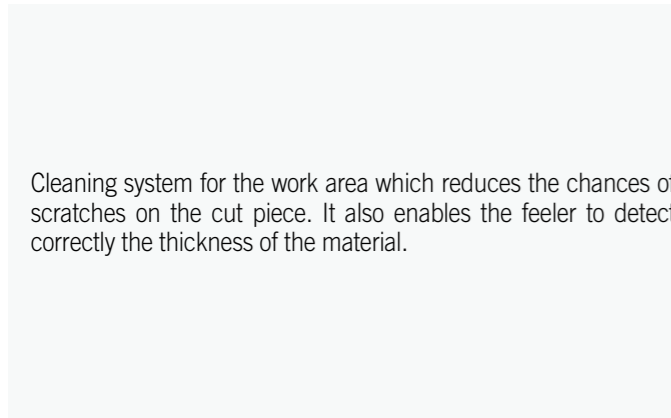 Cleaning system for the work area which reduces the chances of
scratches on the cut piece. It also enables the feeler to detect
correctly the thickness of the material.